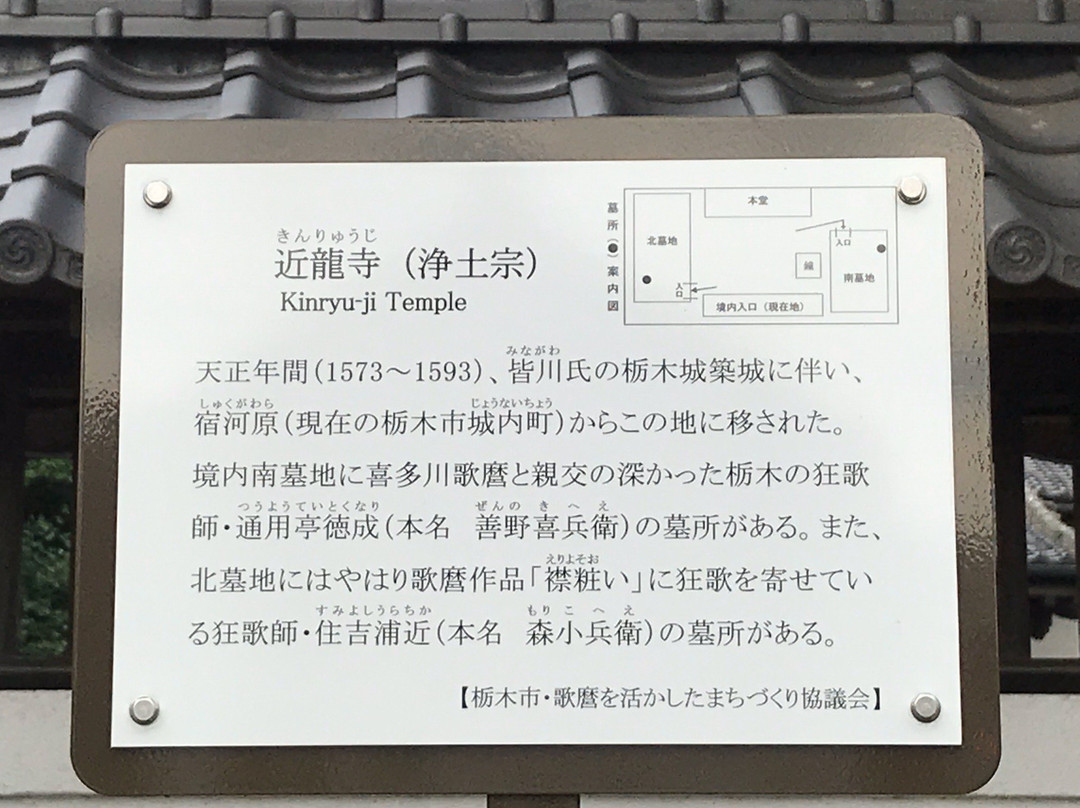 きんりゅうじ
近龍寺（浄土宗）
Kinryu-ji Temple
墓所（●）案内図
本堂
北墓地
入口
入口
南墓地
境内入口（現在地）
みながわ
天正年間(1573～1593)、皆川氏の栃木城築城に伴い、
しゅくがわら じょうないちょう
宿河原(現在の栃木市城内町)からこの地に移された。
境内南墓地に喜多川歌麿と親交の深かった栃木の狂歌
つうようていとくなり ぜんの き へ え
師・通用亭徳成(本名　善野喜兵衛)の墓所がある。また、
えりよそお
北墓地にはやはり歌麿作品「襟粧い」に狂歌を寄せてい
すみよしうらちか もり こ へ え
る狂歌師・住吉浦近(本名　森小兵衛)の墓所がある。
【栃木市・歌麿を活かしたまちづくり協議会】